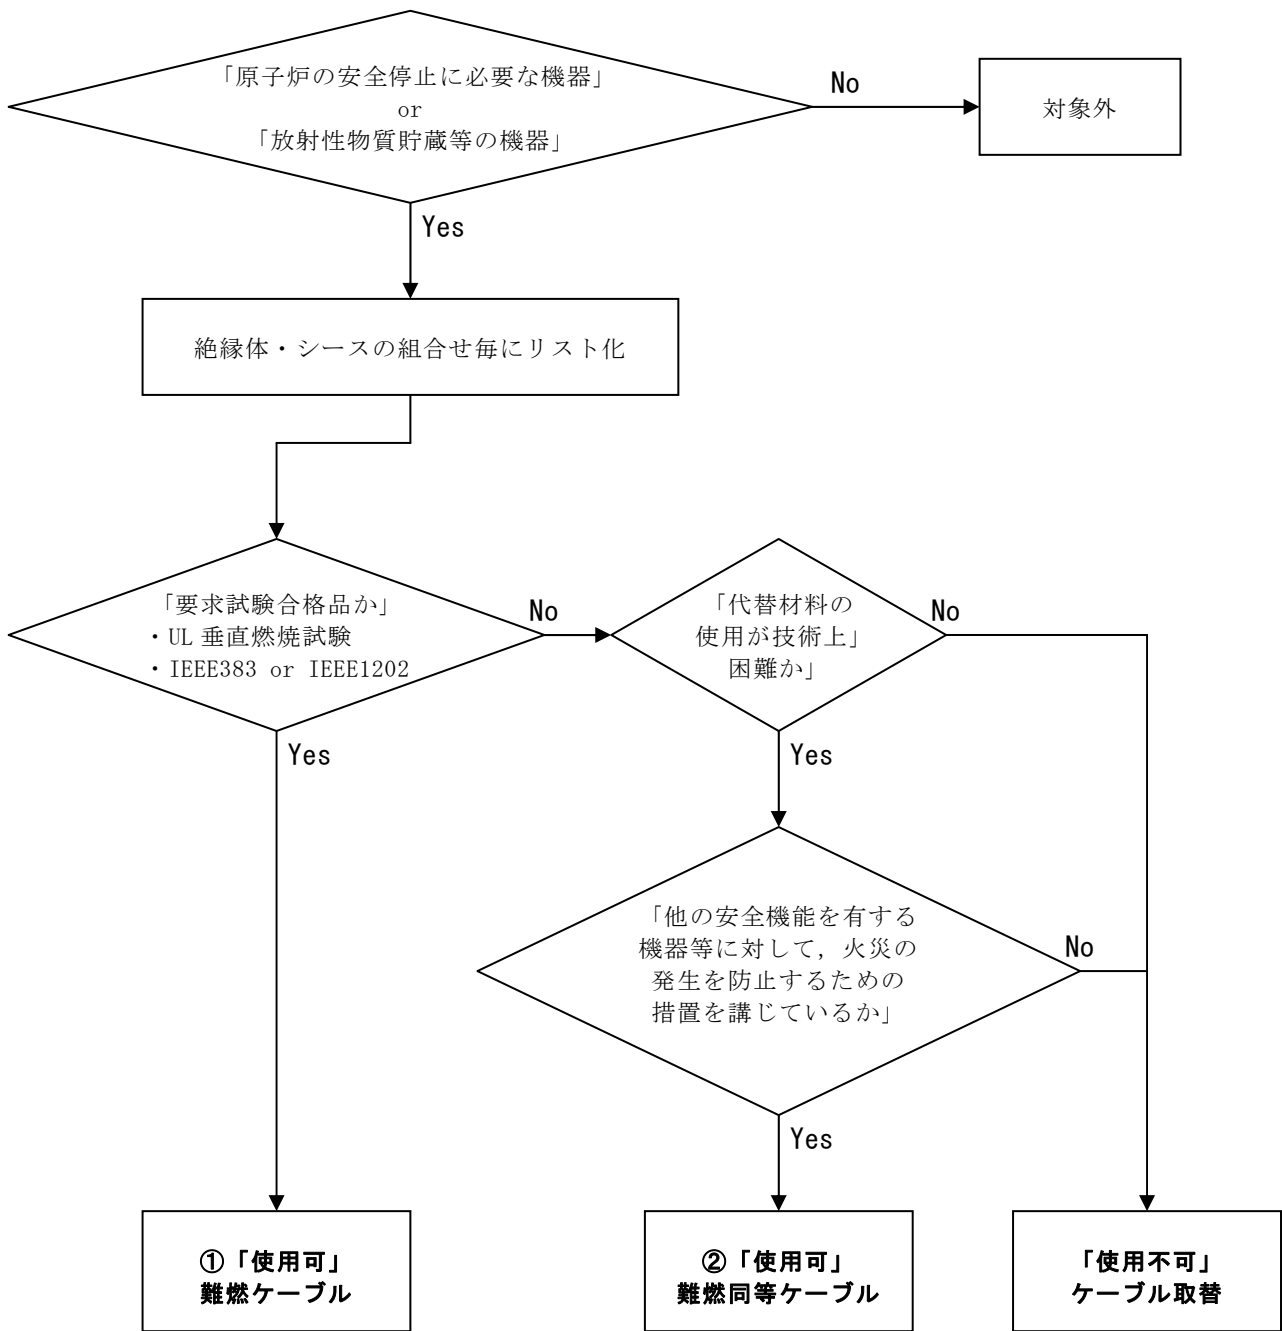 「原子炉の安全停止に必要な機器」
or
「放射性物質貯蔵等の機器」
No
対象外
Yes
絶縁体・シースの組合せ毎にリスト化
「要求試験合格品か」
・UL 垂直燃焼試験
・IEEE383 or IEEE1202
No
「代替材料の
使用が技術上」
困難か」
No
Yes
Yes
「他の安全機能を有する
機器等に対して，火災の
発生を防止するための
措置を講じているか」
No
Yes
①「使用可」
難燃ケーブル
②「使用可」
難燃同等ケーブル
「使用不可」
ケーブル取替